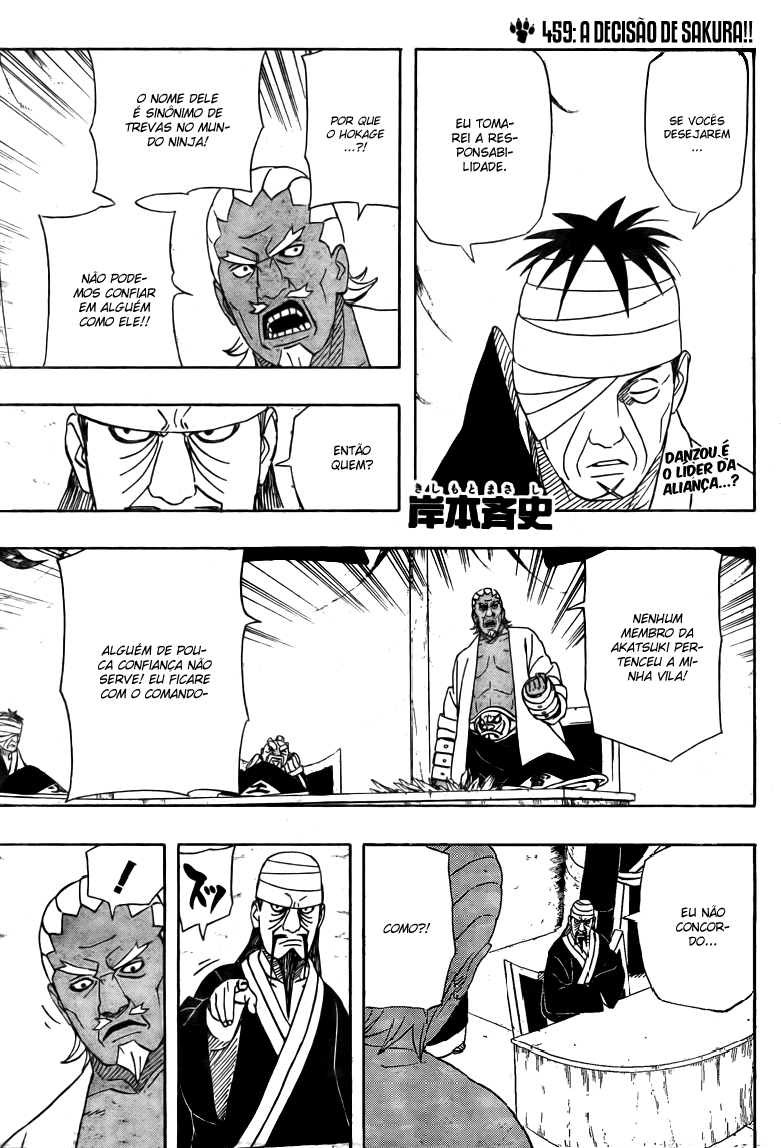 459: A DECISÃO DE SAKURA!!
SE VOCÊS
DESEJAREM
...
EU TOMA-
REI A RES-
PONSABI-
LIDADE.
DANZOU É
O LIDER DA
ALIANÇA...?
きしもとまさし
岸本斉史
POR QUE
O HOKAGE
...?!
O NOME DELE
É SINÔNIMO DE
TREVAS NO MUN-
DO NINJA!
NÃO PODE-
MOS CONFIAR
EM ALGUÉM
COMO ELE!!
ENTÃO
QUEM?
NENHUM
MEMBRO DA
AKATSUKI PER-
TENCEU A MI-
NHA VILA!
ALGUÉM DE POU-
CA CONFIANÇA NÃO
SERVE! EU FICARE
COM O COMANDO-
EU NÃO
CONCOR-
DO...
COMO?!
ズッ
!